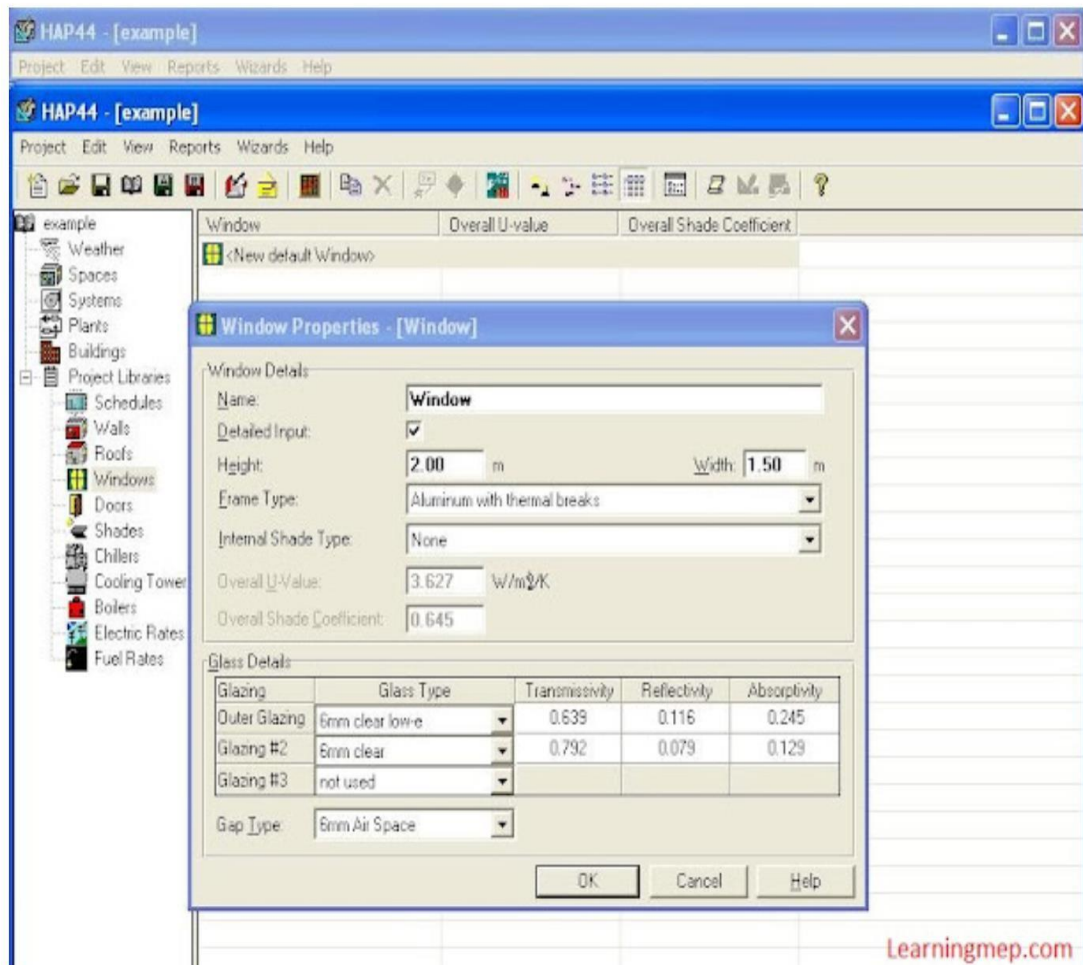 HAP44 - [example]
Project Edit View Reports Wizards Help
HAP44 - [example]
Project Edit View Reports Wizards Help
example
Weather
Spaces
Systems
Plants
Buildings
Project Libraries
Schedules
Walls
Roofs
Windows
Doors
Shades
Chillers
Cooling Tower
Boilers
Electric Rates
Fuel Rates
Window Overall U-value Overall Shade Coefficient
<New default Window>
Window Properties - [Window]
Window Details
Name: Window
Detailed Input:
Height: 2.00 m Width: 1.50 m
Frame Type: Aluminum with thermal breaks
Internal Shade Type: None
Overall U-Value: 3.627 W/m²/K
Overall Shade Coefficient: 0.645
Glass Details
Glazing Glass Type Transmissivity Reflectivity Absorptivity
Outer Glazing 6mm clear low-e 0.639 0.116 0.245
Glazing #2 6mm clear 0.792 0.079 0.129
Glazing #3 not used
Gap Type: 6mm Air Space
OK Cancel Help
Learningmep.com